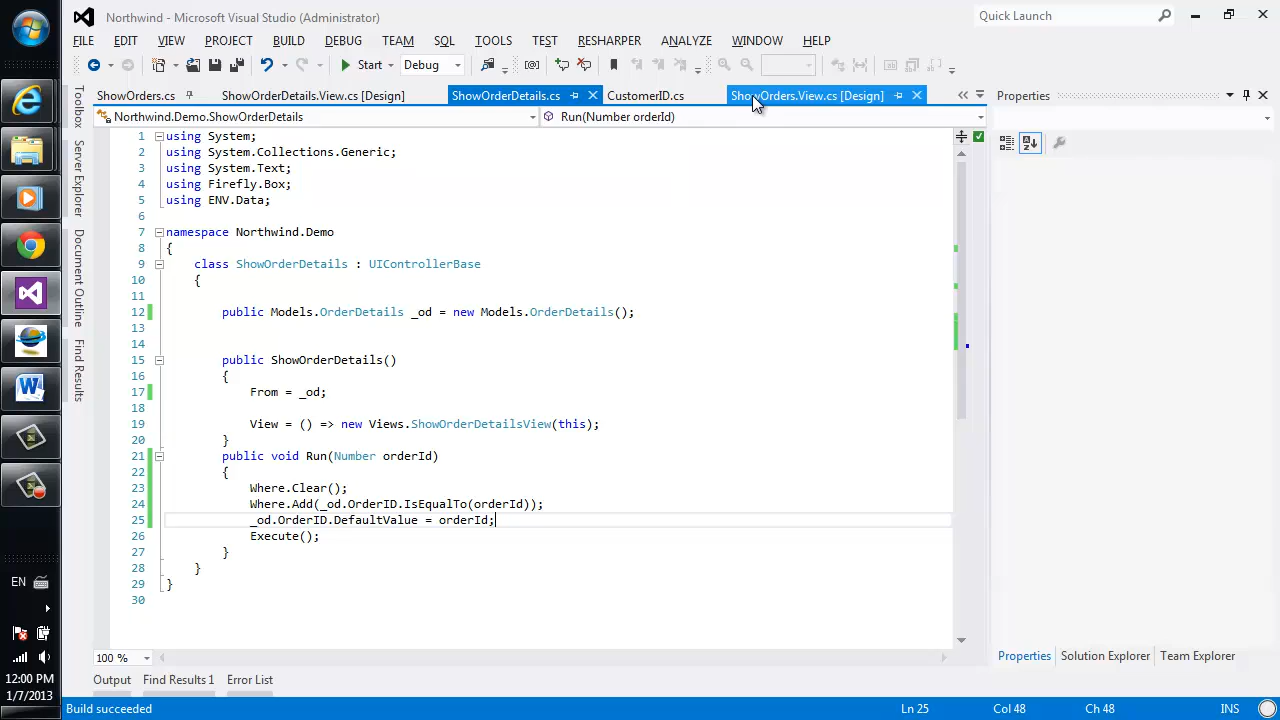 Northwind - Microsoft Visual Studio (Administrator)
Quick Launch
FILE EDIT VIEW PROJECT BUILD DEBUG TEAM SQL TOOLS TEST RESHARPER ANALYZE WINDOW HELP
Start Debug
ShowOrders.cs ShowOrderDetails.View.cs [Design] ShowOrderDetails.cs CustomerID.cs ShowOrders.View.cs [Design]
Properties
Northwind.Demo.ShowOrderDetails Run(Number orderId)
Toolbox
Server Explorer
Document Outline
Find Results
1 using System;
2 using System.Collections.Generic;
3 using System.Text;
4 using Firefly.Box;
5 using ENV.Data;
6
7 namespace Northwind.Demo
8 {
9 class ShowOrderDetails : UIControllerBase
10 {
11
12 public Models.OrderDetails _od = new Models.OrderDetails();
13
14
15 public ShowOrderDetails()
16 {
17 From = _od;
18
19 View = () => new Views.ShowOrderDetailsView(this);
20 }
21 public void Run(Number orderId)
22 {
23 Where.Clear();
24 Where.Add(_od.OrderID.IsEqualTo(orderId));
25 _od.OrderID.DefaultValue = orderId;
26 Execute();
27 }
28 }
29 }
30
100 %
Properties Solution Explorer Team Explorer
Output Find Results 1 Error List
Build succeeded Ln 25 Col 48 Ch 48 INS
EN
12:00 PM
1/7/2013